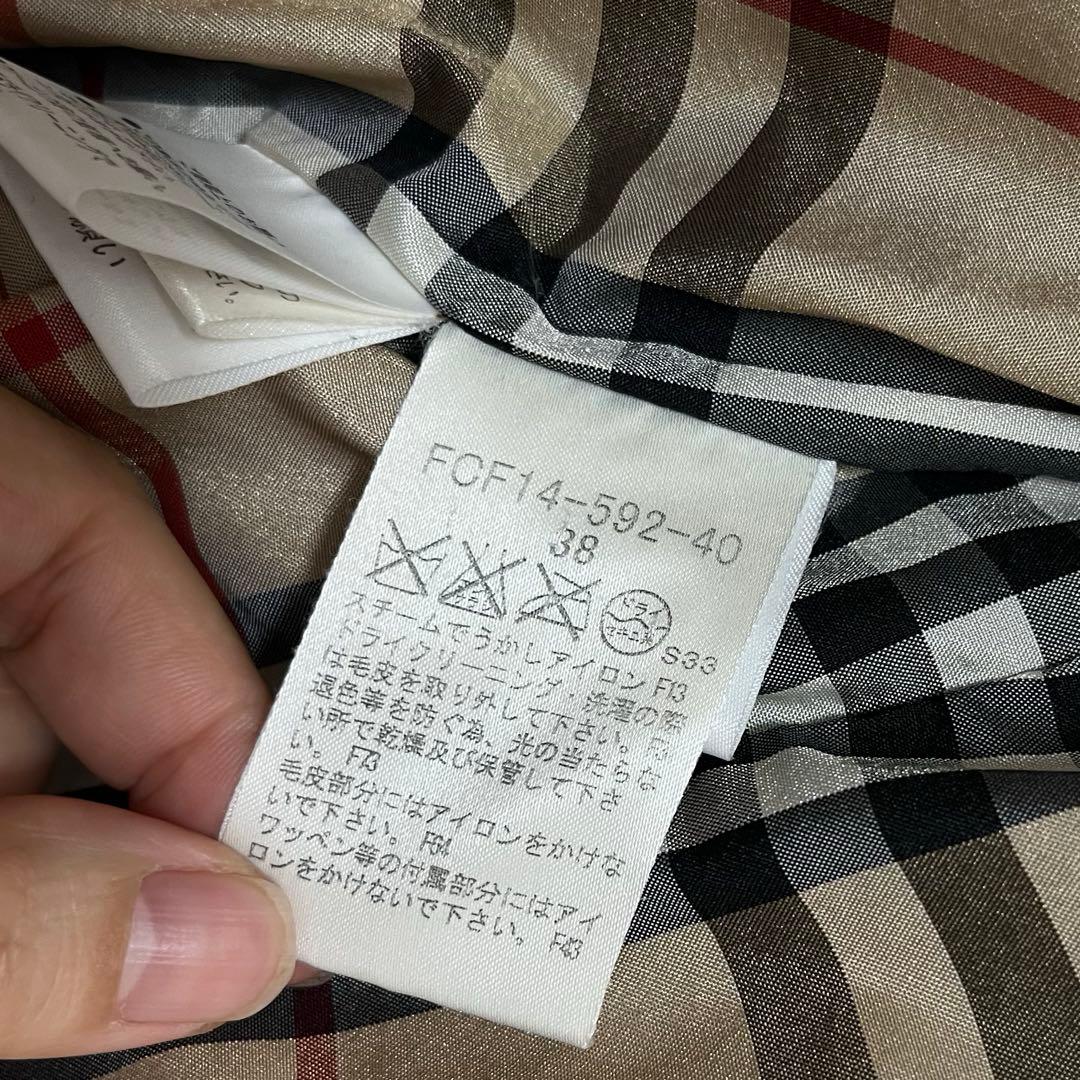 FCF14-592-40
38
ドライ
S33
スチームでうかしアイロン F13
ドライクリーニング・洗濯の際
は毛皮を取り外して下さい。 F3
退色等を防ぐ為、光の当たらな
い所で乾燥及び保管して下さ
い。 F73
毛皮部分にはアイロンをかけな
いで下さい。 F64
ワッペン等の付属部分にはアイ
ロンをかけないで下さい。 F43